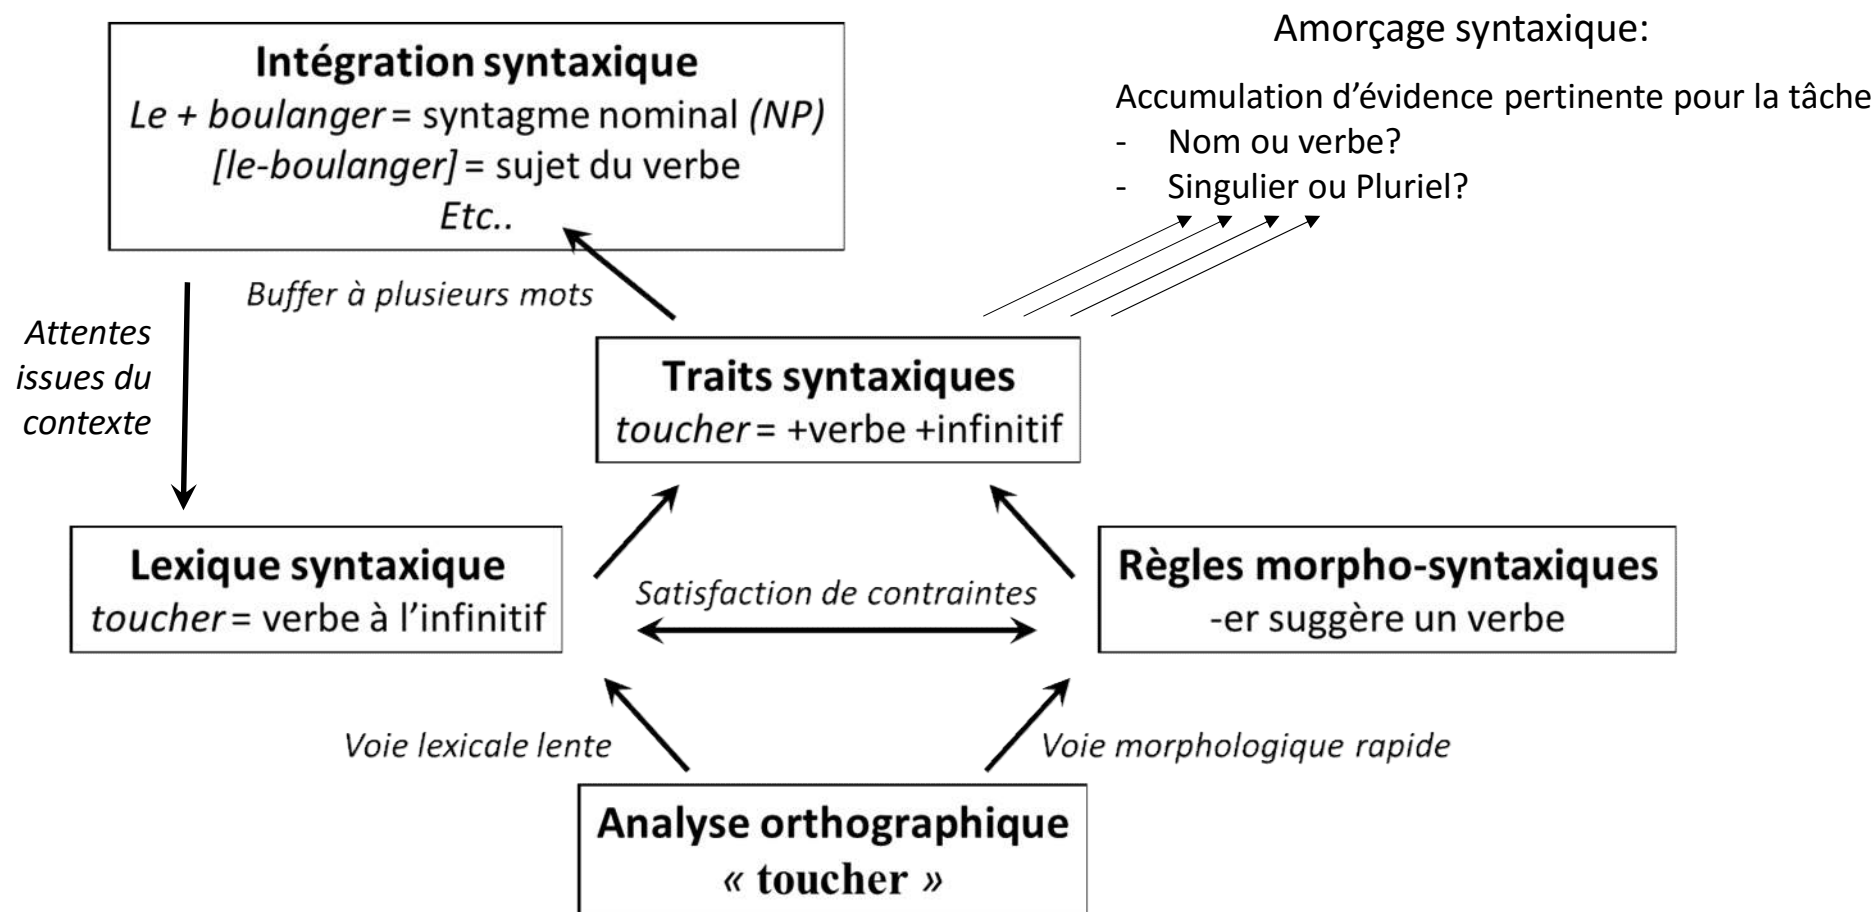 Amorçage syntaxique:
Accumulation d’évidence pertinente pour la tâche
- Nom ou verbe?
- Singulier ou Pluriel?
Intégration syntaxique
Le + boulanger = syntagme nominal (NP)
[le-boulanger] = sujet du verbe
Etc..
Buffer à plusieurs mots
Attentes
issues du
contexte
Traits syntaxiques
toucher = +verbe +infinitif
Lexique syntaxique
toucher = verbe à l’infinitif
Satisfaction de contraintes
Règles morpho-syntaxiques
-er suggère un verbe
Voie lexicale lente
Voie morphologique rapide
Analyse orthographique
« toucher »